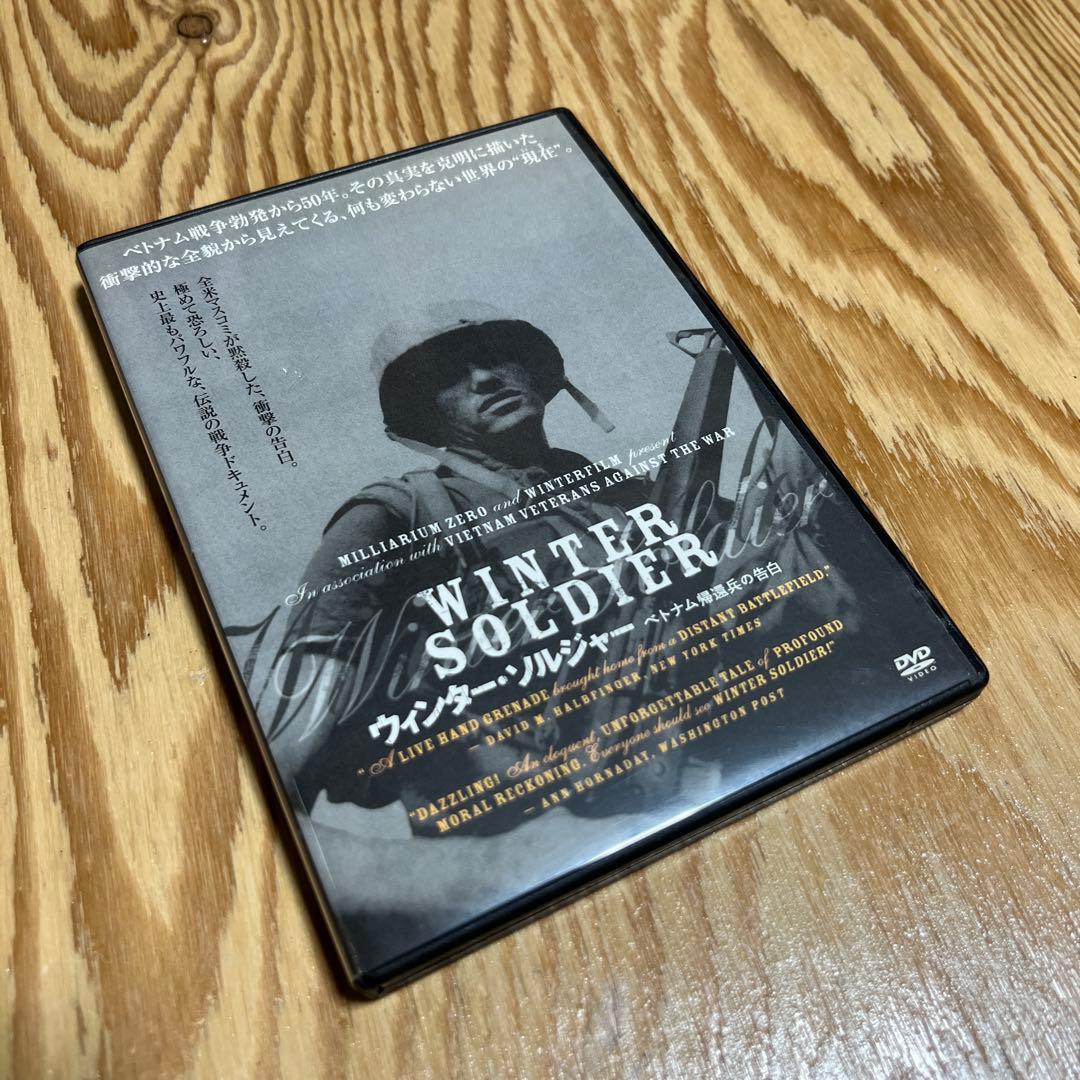 ベトナム戦争勃発から50年。その真実を克明に描いた
衝撃的な全貌から見えてくる、何も変わらない世界の“現在”。
全米マスコミが黙殺した、衝撃の告白。
極めて恐ろしい、
史上最もパワフルな、伝説の戦争ドキュメント。
MILLIARIUM ZERO and WINTERFILM present
In association with VIETNAM VETERANS AGAINST THE WAR
Winter Soldier
WINTER
SOLDIER
ウィンター・ソルジャー ベトナム帰還兵の告白
"A LIVE HAND GRENADE brought home from a DISTANT BATTLEFIELD."
— DAVID M. HALBFINGER, NEW YORK TIMES
"DAZZLING! An eloquent, UNFORGETTABLE TALE of PROFOUND
MORAL RECKONING. Everyone should see WINTER SOLDIER!"
— ANN HORNADAY, WASHINGTON POST
DVD
VIDEO